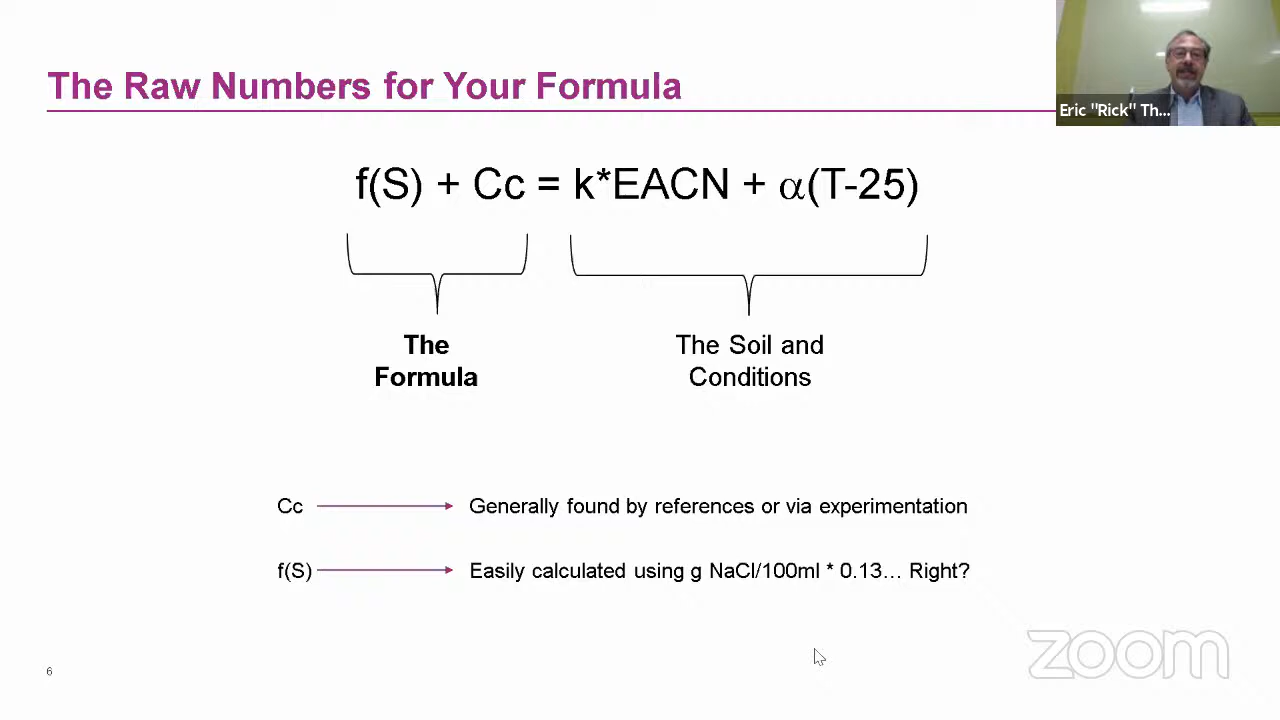 The Raw Numbers for Your Formula
Eric "Rick" Th...
f(S) + Cc = k*EACN + α(T-25)
The
Formula
The Soil and
Conditions
Cc
Generally found by references or via experimentation
f(S)
Easily calculated using g NaCl/100ml * 0.13… Right?
6
zoom